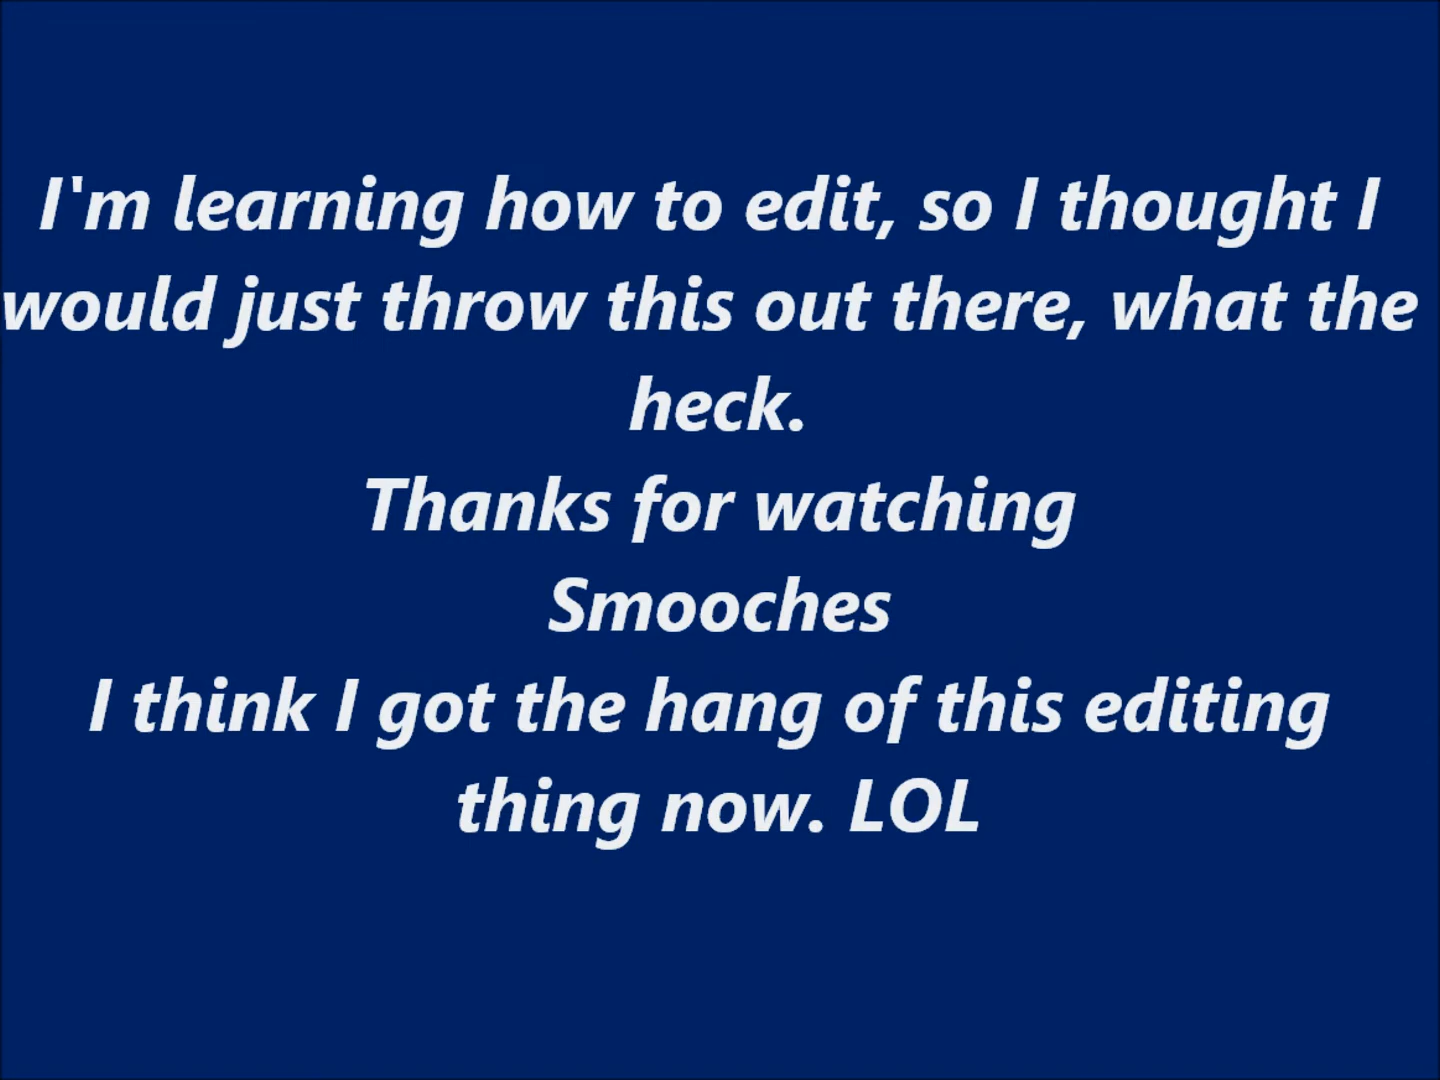 I'm learning how to edit, so I thought I
would just throw this out there, what the
heck.
Thanks for watching
Smooches
I think I got the hang of this editing
thing now. LOL